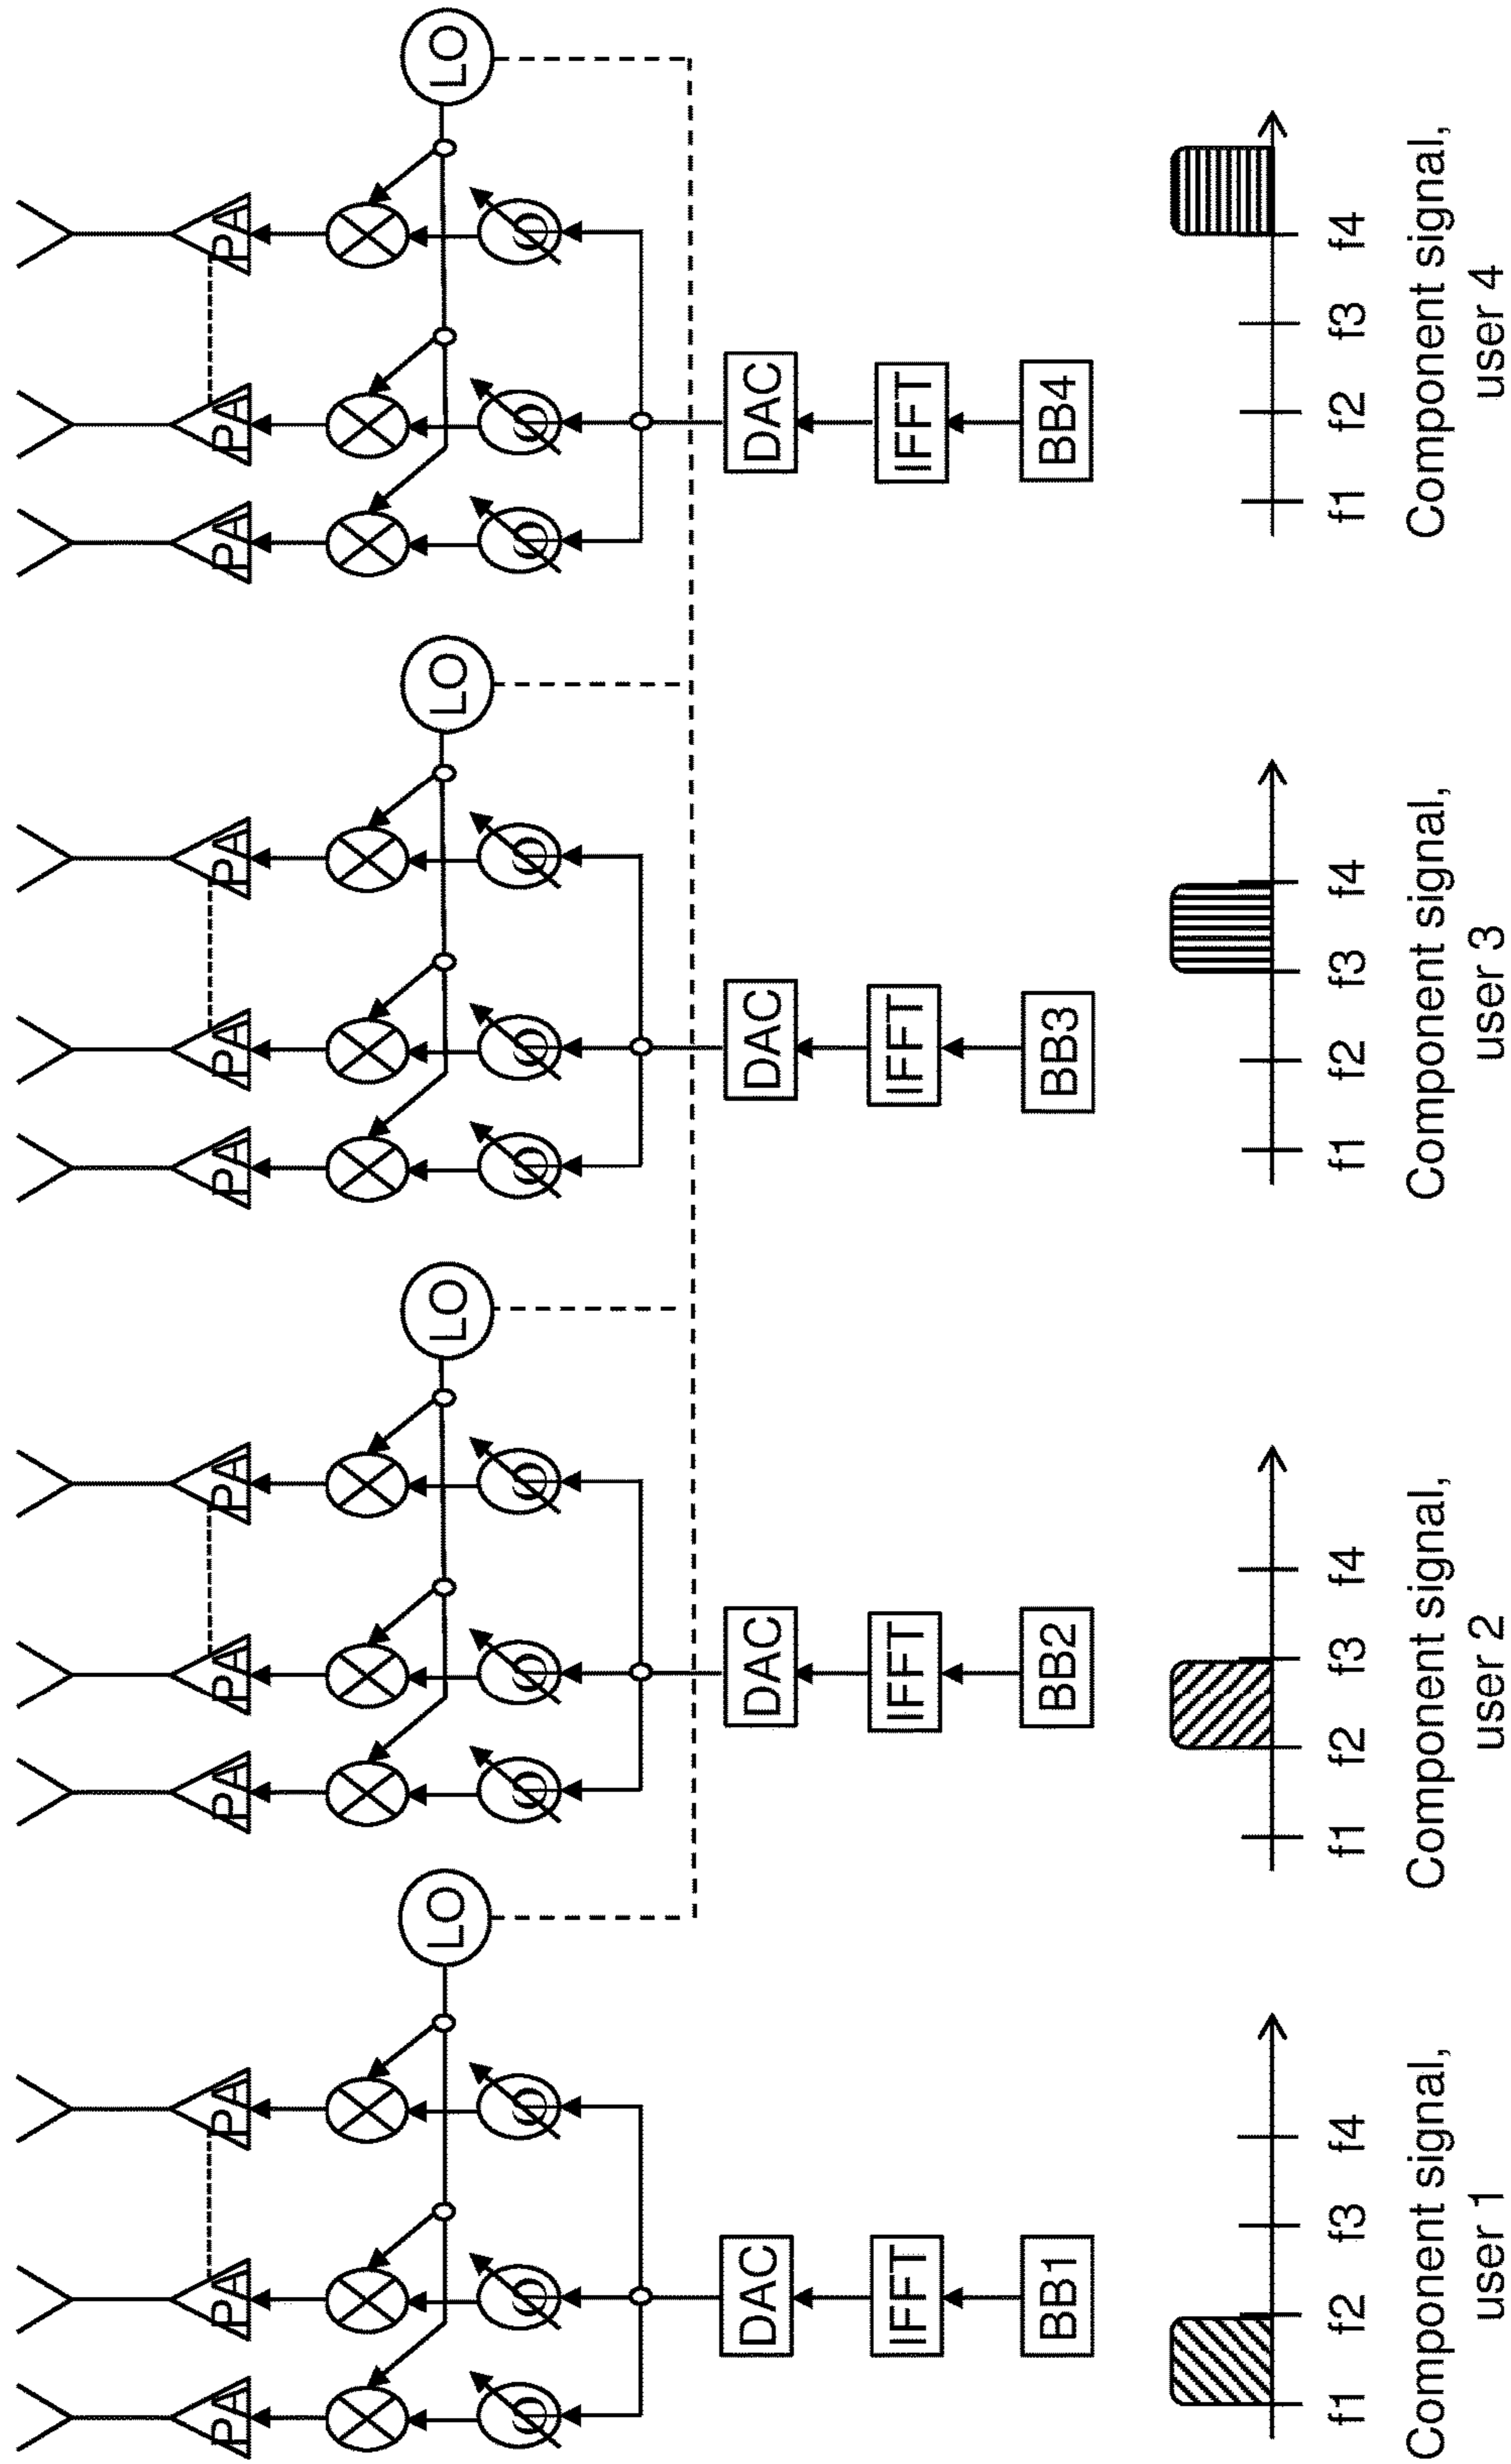 PA PA PA PA PA PA PA PA PA PA PA PA
LO LO LO LO
DAC DAC DAC DAC
IFFT IFFT IFFT IFFT
BB1 BB2 BB3 BB4
f1 f2 f3 f4 f1 f2 f3 f4 f1 f2 f3 f4 f1 f2 f3 f4
Component signal, Component signal, Component signal, Component signal,
user 1 user 2 user 3 user 4